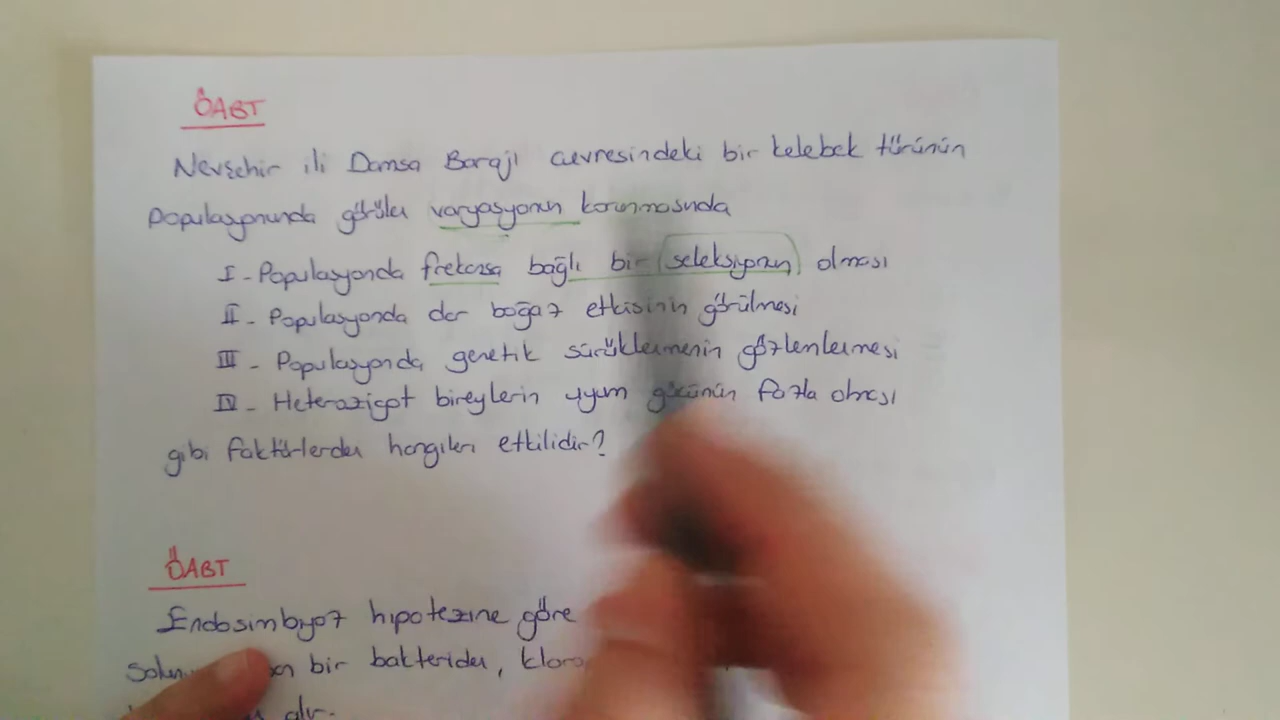 ÖABT
Nevşehir ili Damsa Barajı çevresindeki bir kelebek türünün
populasyonunda görülen varyasyonun korunmasında
I - Populasyonda frekansa bağlı bir seleksiyonun olması
II - Populasyonda dar boğaz etkisinin görülmesi
III - Populasyonda genetik sürüklenmenin gözlenlenmesi
IV - Heterozigot bireylerin uyum gücünün fazla olması
gibi faktörlerden hangileri etkilidir?
ÖABT
Endosimbiyoz hipotezine göre
bir bakteriden,